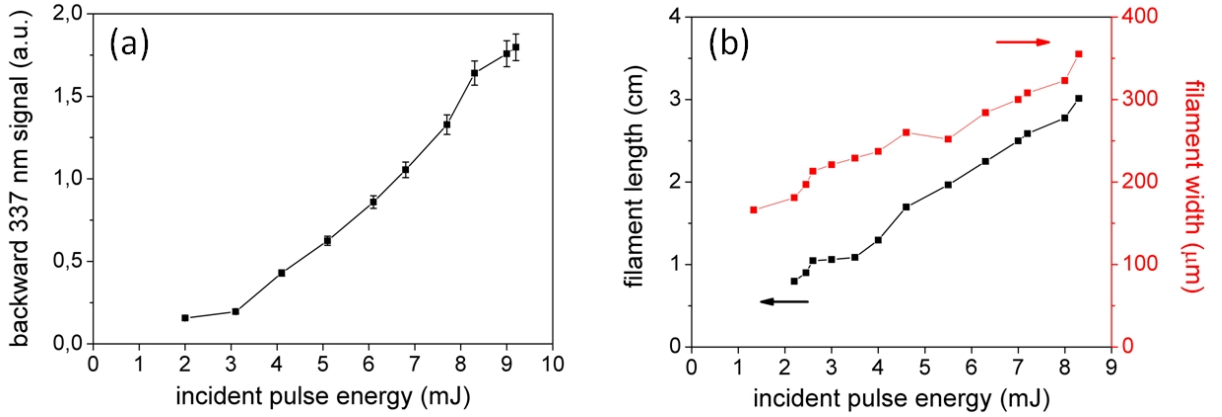 (a)
backward 337 nm signal (a.u.)
2,0
1,5
1,0
0,5
0,0
0 1 2 3 4 5 6 7 8 9 10
incident pulse energy (mJ)
(b)
filament length (cm)
4
3
2
1
0
0 1 2 3 4 5 6 7 8 9
incident pulse energy (mJ)
400
300
200
100
0
filament width (μm)